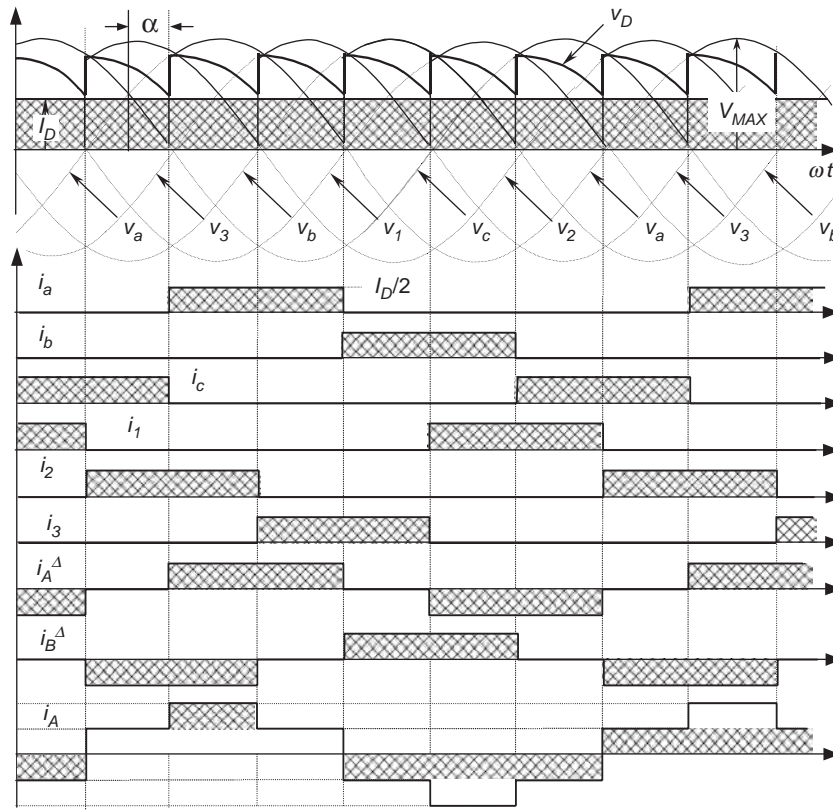 α
v_D
I_D
V_MAX
ωt
v_a
v_3
v_b
v_1
v_c
v_2
v_a
v_3
v_b
i_a
I_D/2
i_b
i_c
i_1
i_2
i_3
i_A^Δ
i_B^Δ
i_A